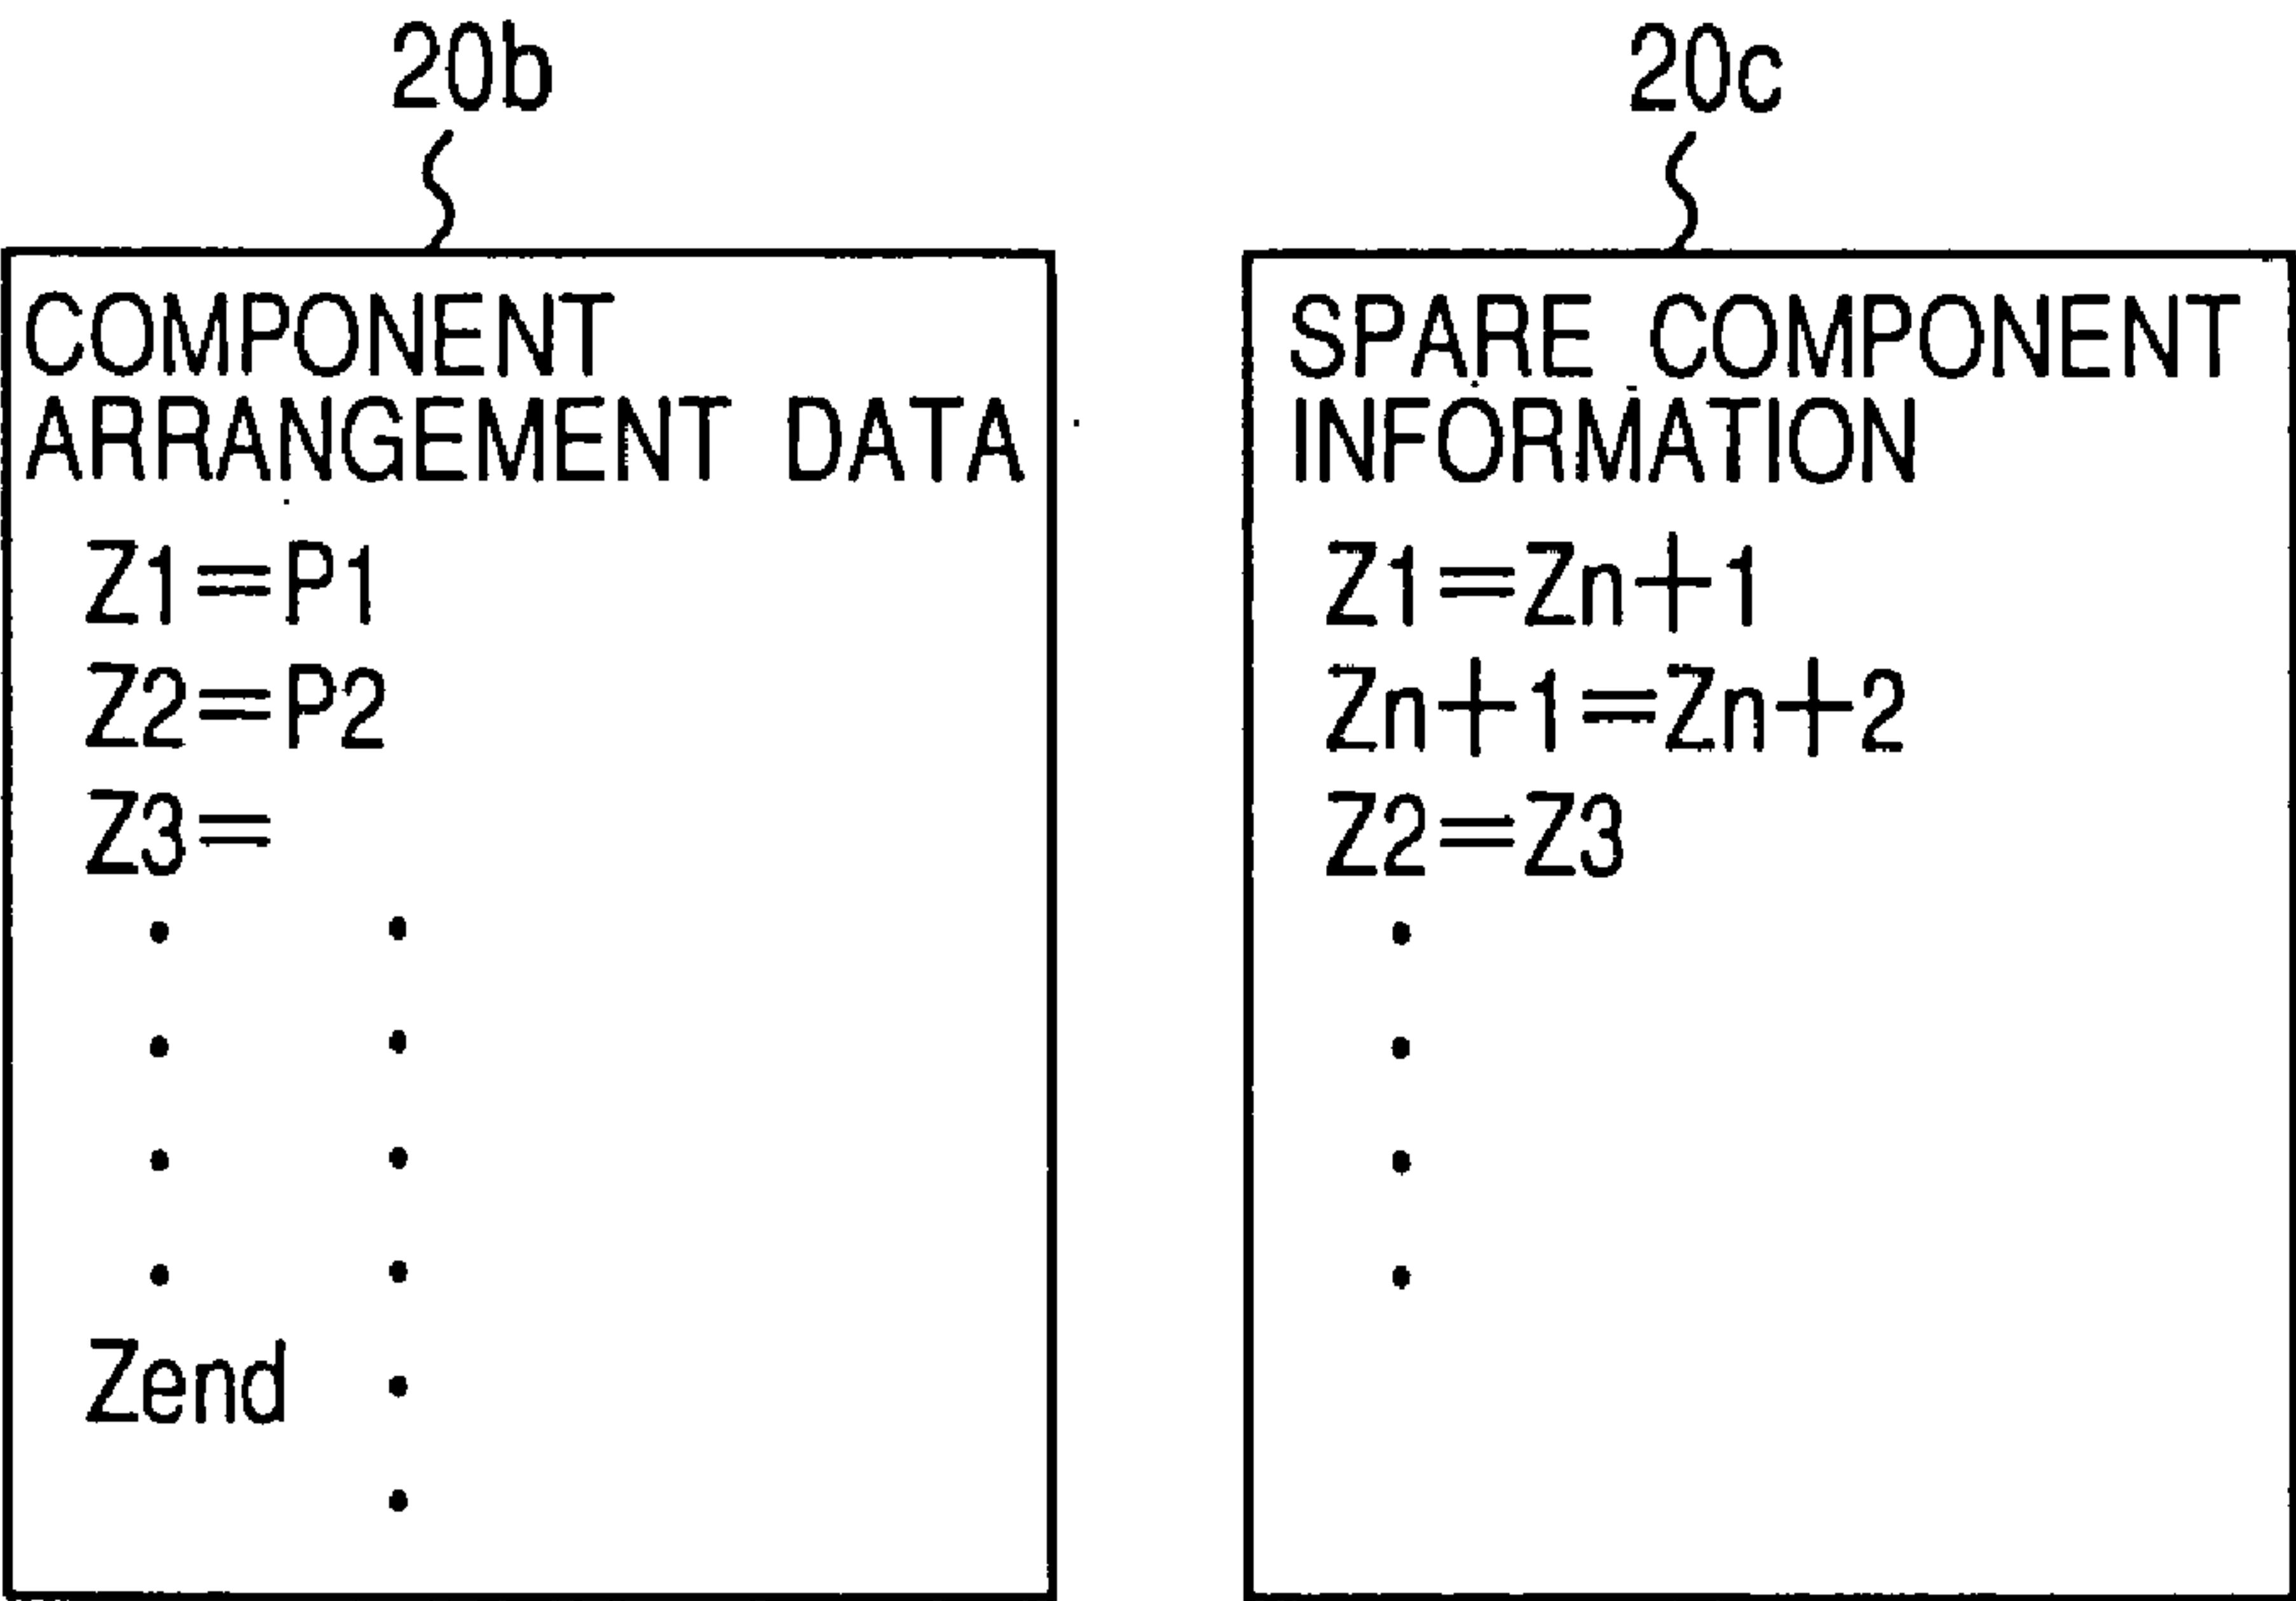 20b
COMPONENT
ARRANGEMENT DATA
Z1=P1
Z2=P2
Z3=
Zend
20c
SPARE COMPONENT
INFORMATION
Z1=Zn+1
Zn+1=Zn+2
Z2=Z3